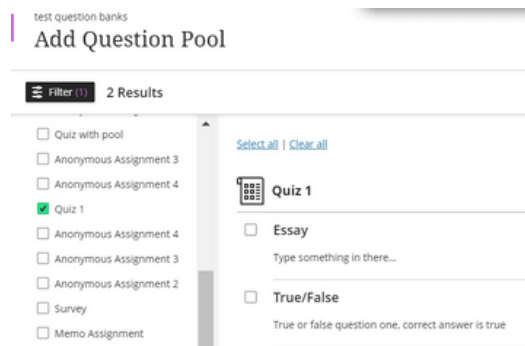 test question banks
Add Question Pool
Filter (1)
2 Results
Quiz with pool
Anonymous Assignment 3
Anonymous Assignment 4
Quiz 1
Anonymous Assignment 4
Anonymous Assignment 3
Anonymous Assignment 2
Survey
Memo Assignment
Select all | Clear all
Quiz 1
Essay
Type something in there...
True/False
True or false question one, correct answer is true